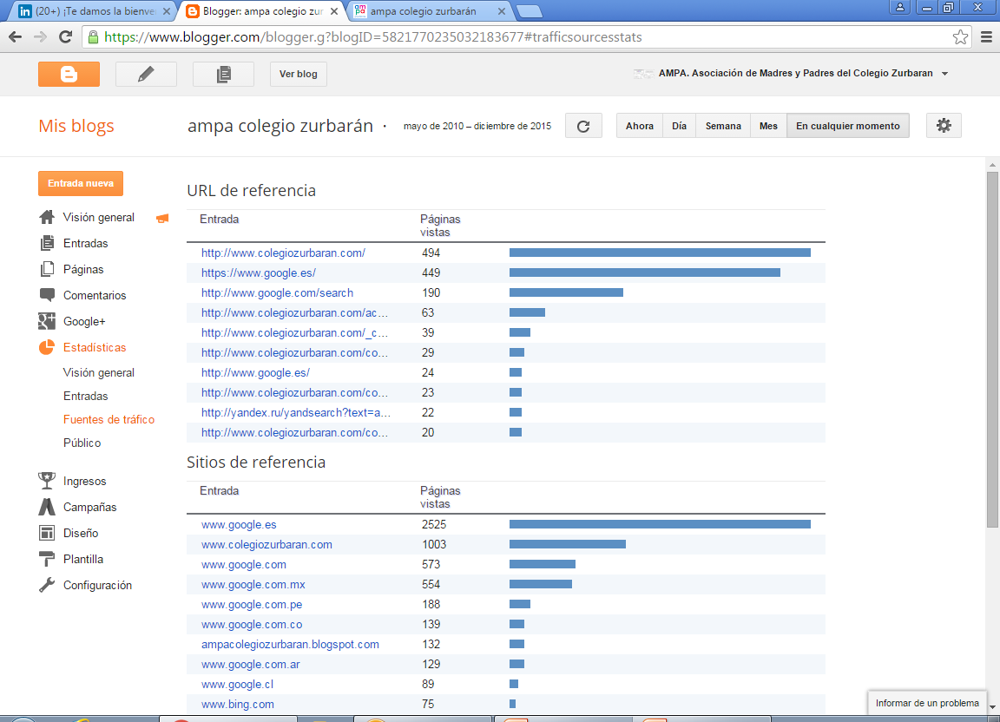 (20+) ¡Te damos la bienve
Blogger: ampa colegio zur
ampa colegio zurbarán
https://www.blogger.com/blogger.g?blogID=5821770235032183677#trafficsourcesstats
Ver blog
AMPA. Asociación de Madres y Padres del Colegio Zurbaran
Mis blogs
ampa colegio zurbarán · mayo de 2010 – diciembre de 2015
Ahora Día Semana Mes En cualquier momento
Entrada nueva
Visión general
Entradas
Páginas
Comentarios
Google+
Estadísticas
Visión general
Entradas
Fuentes de tráfico
Público
Ingresos
Campañas
Diseño
Plantilla
Configuración
URL de referencia
Entrada Páginas vistas
http://www.colegiozurbaran.com/ 494
https://www.google.es/ 449
http://www.google.com/search 190
http://www.colegiozurbaran.com/ac... 63
http://www.colegiozurbaran.com/_c... 39
http://www.colegiozurbaran.com/co... 29
http://www.google.es/ 24
http://www.colegiozurbaran.com/co... 23
http://yandex.ru/yandsearch?text=a... 22
http://www.colegiozurbaran.com/co... 20
Sitios de referencia
Entrada Páginas vistas
www.google.es 2525
www.colegiozurbaran.com 1003
www.google.com 573
www.google.com.mx 554
www.google.com.pe 188
www.google.com.co 139
ampacolegiozurbaran.blogspot.com 132
www.google.com.ar 129
www.google.cl 89
www.bing.com 75
Informar de un problema